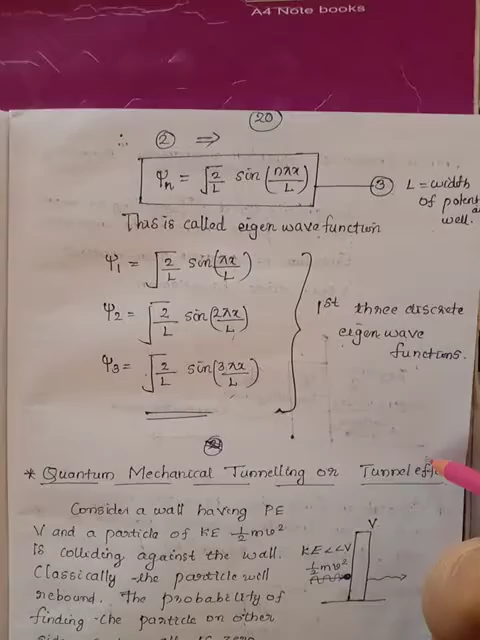 A4 Note books
20
∴ ② ⇒
Ψn = √2/L sin(nπx/L) ③ L = width
of potent
well.
This is called eigen wave function
Ψ1 = √2/L sin(πx/L)
Ψ2 = √2/L sin(2πx/L)
1st three discrete
eigen wave
functions.
Ψ3 = √2/L sin(3πx/L)
* Quantum Mechanical Tunnelling or Tunnel effe
Consider a wall having PE
V
V and a particle of KE ½mv²
is colliding against the wall.
KE<<V
Classically the particle well
½mv²
rebound. The probability of
finding the particle on other